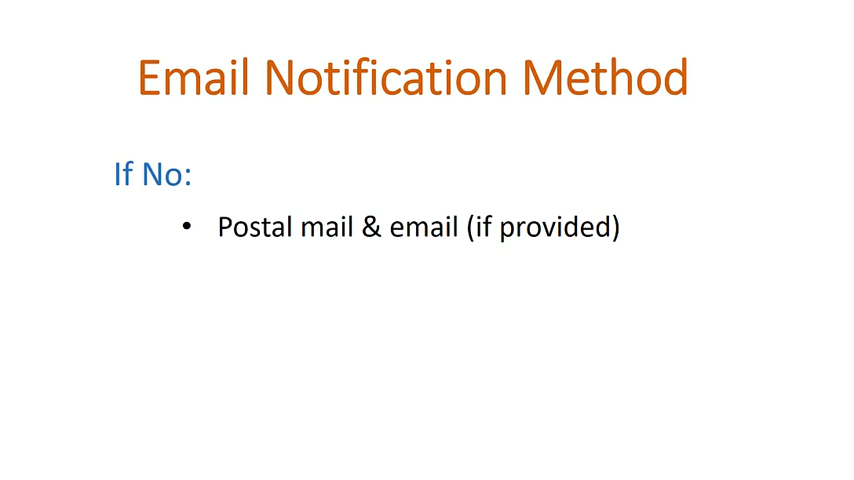 Email Notification Method
If No:
• Postal mail & email (if provided)